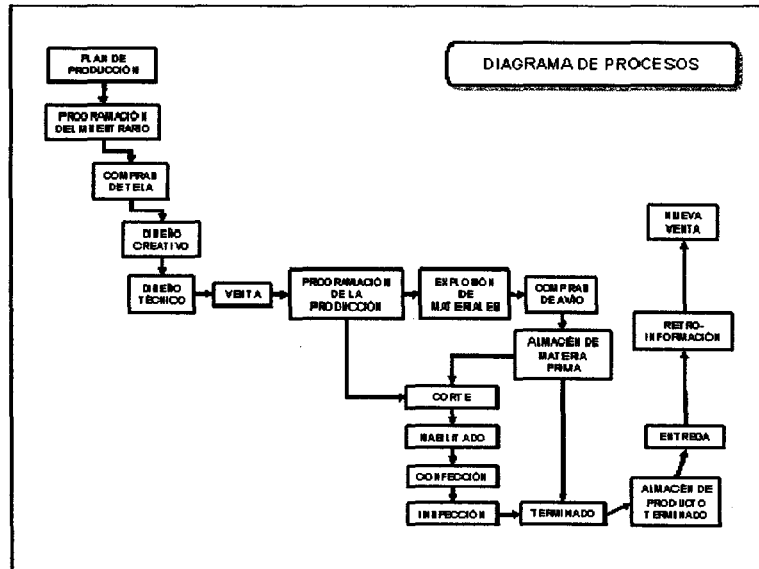 DIAGRAMA DE PROCESOS
PLAN DE
PRODUCCIÓN
PROGRAMACIÓN
DEL MUESTRARIO
COMPRAS
DE TELA
DISEÑO
CREATIVO
DISEÑO
TÉCNICO
VENTA
PROGRAMACIÓN
DE LA
PRODUCCIÓN
EXPLOSIÓN
DE
MATERIALES
COMPRAS
DE AVÍO
ALMACÉN DE
MATERIA
PRIMA
CORTE
HABILITADO
CONFECCIÓN
INSPECCIÓN
TERMINADO
ALMACÉN DE
PRODUCTO
TERMINADO
ENTREGA
RETRO-
INFORMACIÓN
NUEVA
VENTA